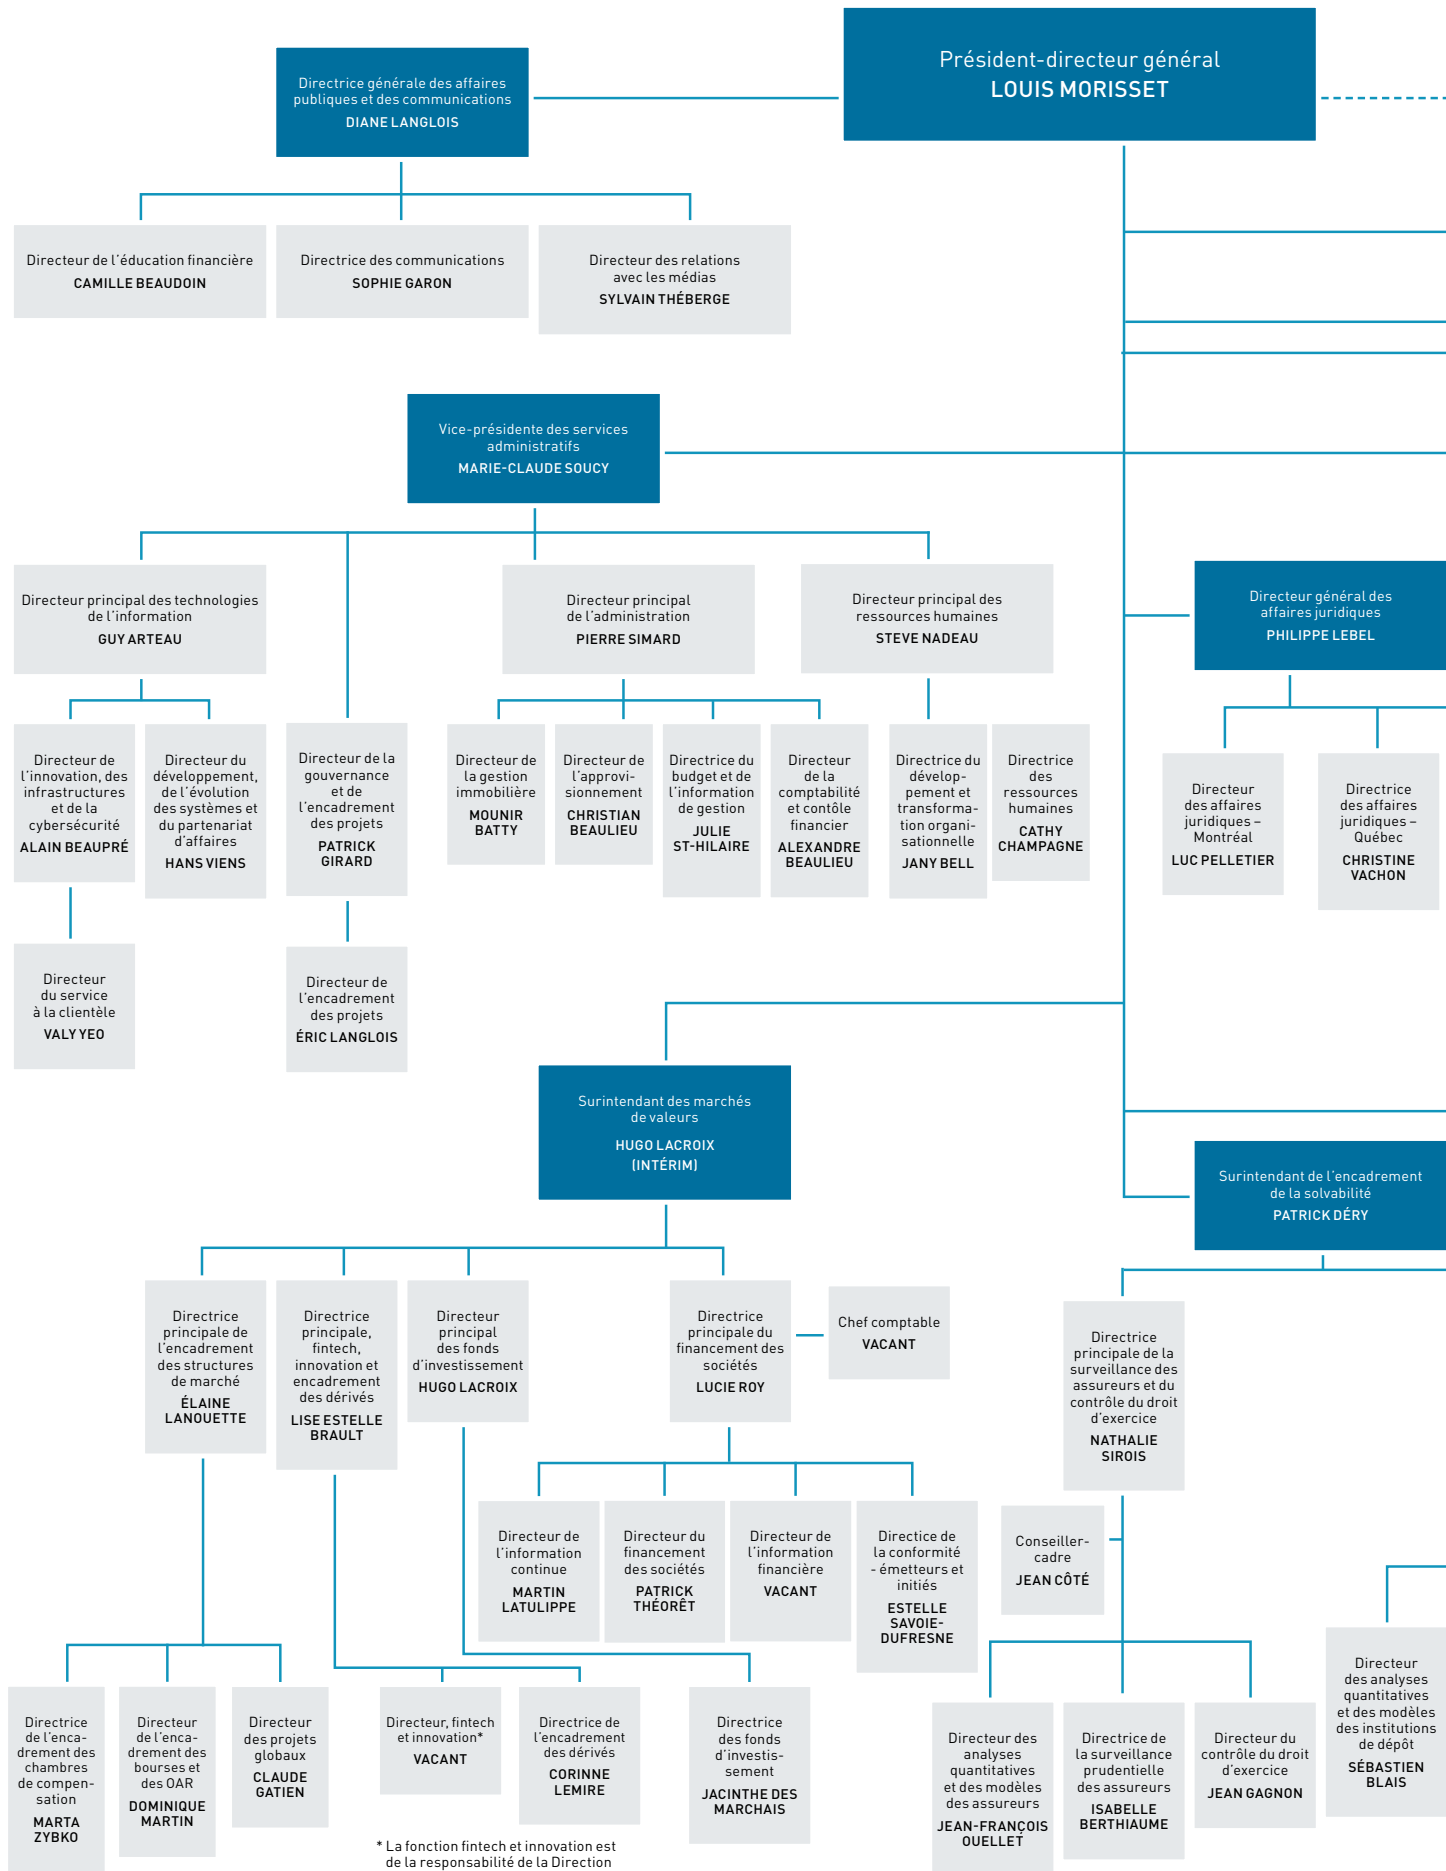 Président-directeur général
LOUIS MORISSET
Directrice générale des affaires
publiques et des communications
DIANE LANGLOIS
Directeur de l'éducation financière
CAMILLE BEAUDOIN
Directrice des communications
SOPHIE GARON
Directeur des relations
avec les médias
SYLVAIN THÉBERGE
Vice-présidente des services
administratifs
MARIE-CLAUDE SOUCY
Directeur principal des technologies
de l'information
GUY ARTEAU
Directeur principal
de l'administration
PIERRE SIMARD
Directeur principal des
ressources humaines
STEVE NADEAU
Directeur général des
affaires juridiques
PHILIPPE LEBEL
Directeur de
l'innovation, des
infrastructures
et de la
cybersécurité
ALAIN BEAUPRÉ
Directeur du
développement,
de l'évolution
des systèmes et
du partenariat
d'affaires
HANS VIENS
Directeur de la
gouvernance
et de
l'encadrement
des projets
PATRICK
GIRARD
Directeur de
la gestion
immobilière
MOUNIR
BATTY
Directeur de
l'approvi-
sionnement
CHRISTIAN
BEAULIEU
Directrice du
budget et de
l'information
de gestion
JULIE
ST-HILAIRE
Directeur
de la
comptabilité
et contôle
financier
ALEXANDRE
BEAULIEU
Directrice du
dévelop-
pement et
transforma-
tion organi-
sationnelle
JANY BELL
Directrice
des
ressources
humaines
CATHY
CHAMPAGNE
Directeur
des affaires
juridiques –
Montréal
LUC PELLETIER
Directrice
des affaires
juridiques –
Québec
CHRISTINE
VACHON
Directeur
du service
à la clientèle
VALY YEO
Directeur de
l'encadrement
des projets
ÉRIC LANGLOIS
Surintendant des marchés
de valeurs
HUGO LACROIX
(INTÉRIM)
Surintendant de l'encadrement
de la solvabilité
PATRICK DÉRY
Directrice
principale de
l'encadrement
des structures
de marché
ÉLAINE
LANOUETTE
Directrice
principale,
fintech,
innovation et
encadrement
des dérivés
LISE ESTELLE
BRAULT
Directeur
principal
des fonds
d'investissement
HUGO LACROIX
Directrice
principale du
financement des
sociétés
LUCIE ROY
Chef comptable
VACANT
Directrice
principale de la
surveillance des
assureurs et du
contrôle du droit
d'exercice
NATHALIE
SIROIS
Directeur de
l'information
continue
MARTIN
LATULIPPE
Directeur du
financement
des sociétés
PATRICK
THÉORÊT
Directeur de
l'information
financière
VACANT
Directice de
la conformité
- émetteurs et
initiés
ESTELLE
SAVOIE-
DUFRESNE
Conseiller-
cadre
JEAN CÔTÉ
Directrice
de l'enca-
drement des
chambres
de compen-
sation
MARTA
ZYBKO
Directeur
de l'enca-
drement des
bourses et
des OAR
DOMINIQUE
MARTIN
Directeur
des projets
globaux
CLAUDE
GATIEN
Directeur, fintech
et innovation*
VACANT
Directrice de
l'encadrement
des dérivés
CORINNE
LEMIRE
Directrice
des fonds
d'investis-
sement
JACINTHE DES
MARCHAIS
Directeur des
analyses
quantitatives
et des modèles
des assureurs
JEAN-FRANÇOIS
OUELLET
Directrice de
la surveillance
prudentielle
des assureurs
ISABELLE
BERTHIAUME
Directeur du
contrôle du droit
d'exercice
JEAN GAGNON
Directeur
des analyses
quantitatives
et des modèles
des institutions
de dépôt
SÉBASTIEN
BLAIS
* La fonction fintech et innovation est
de la responsabilité de la Direction